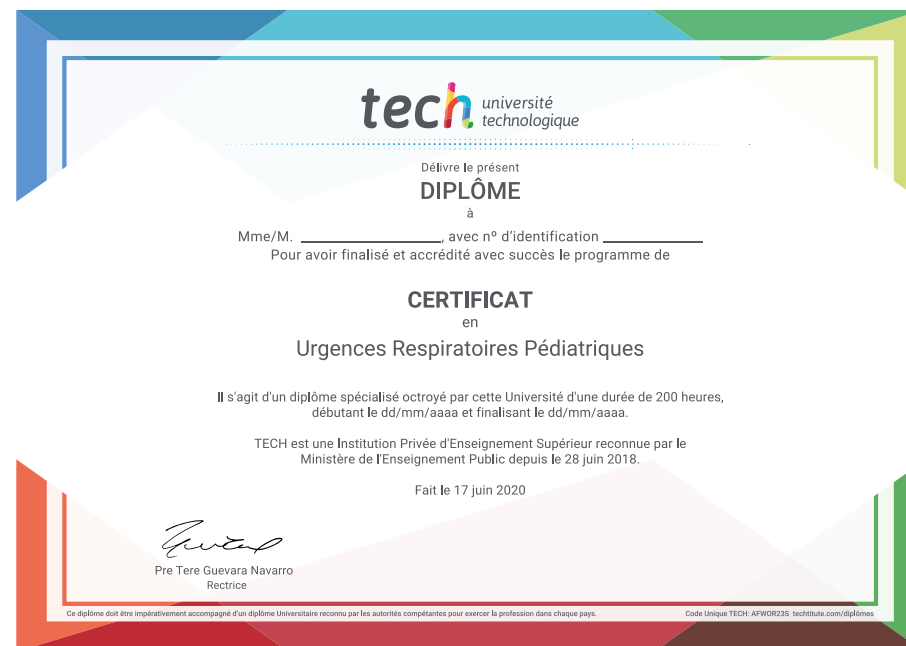 tech université
technologique
Délivre le présent
DIPLÔME
à
Mme/M. ____________________, avec nº d'identification ______________
Pour avoir finalisé et accrédité avec succès le programme de
CERTIFICAT
en
Urgences Respiratoires Pédiatriques
Il s'agit d'un diplôme spécialisé octroyé par cette Université d'une durée de 200 heures,
débutant le dd/mm/aaaa et finalisant le dd/mm/aaaa.
TECH est une Institution Privée d'Enseignement Supérieur reconnue par le
Ministère de l'Enseignement Public depuis le 28 juin 2018.
Fait le 17 juin 2020
Pre Tere Guevara Navarro
Rectrice
Ce diplôme doit être impérativement accompagné d'un diplôme Universitaire reconnu par les autorités compétantes pour exercer la profession dans chaque pays.
Code Unique TECH: AFWOR23S techtitute.com/diplômes